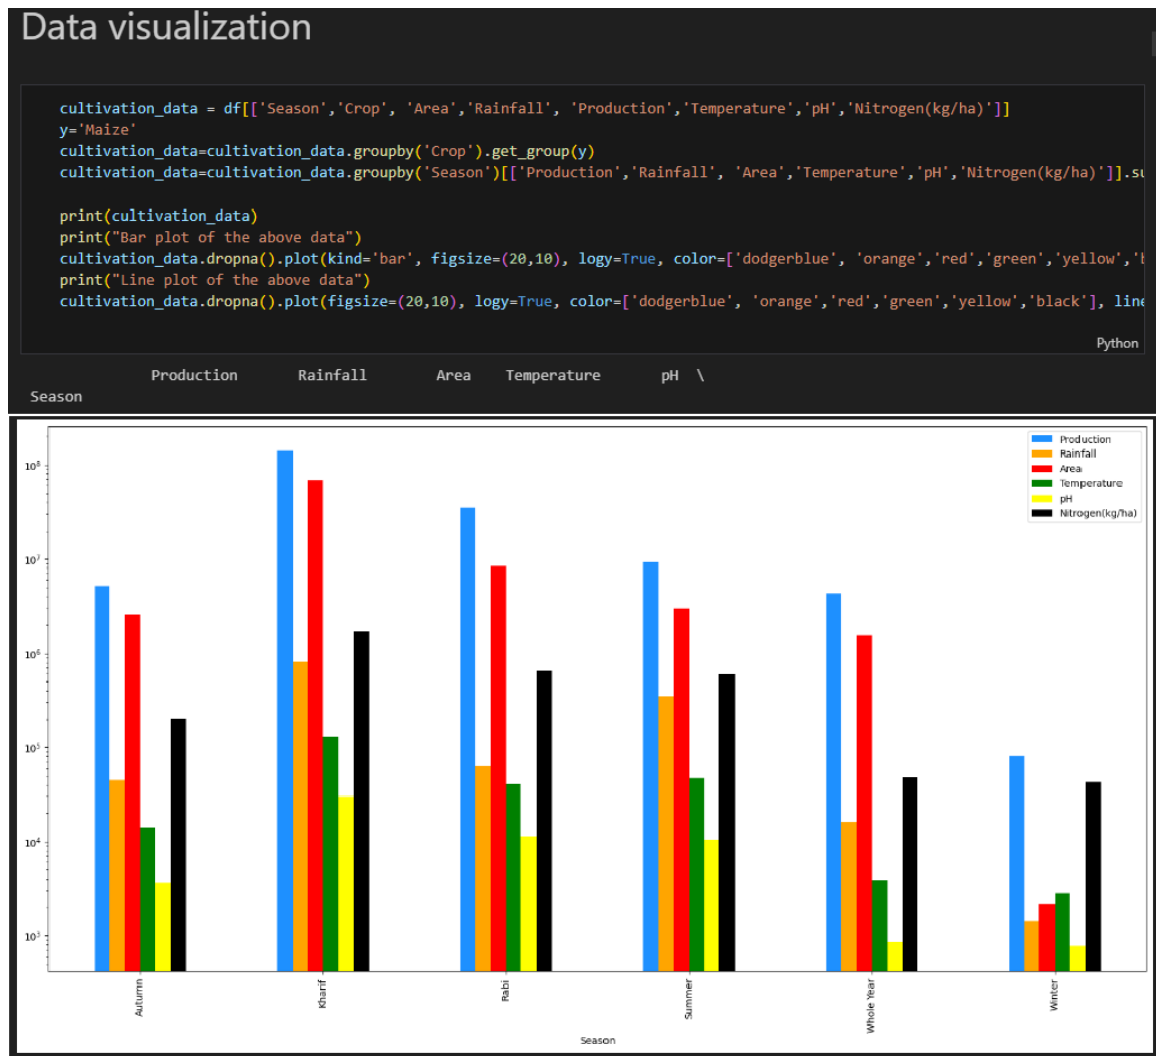 Data visualization
cultivation_data = df[['Season','Crop', 'Area','Rainfall', 'Production','Temperature','pH','Nitrogen(kg/ha)']]
y='Maize'
cultivation_data=cultivation_data.groupby('Crop').get_group(y)
cultivation_data=cultivation_data.groupby('Season')[['Production','Rainfall', 'Area','Temperature','pH','Nitrogen(kg/ha)']].su
print(cultivation_data)
print("Bar plot of the above data")
cultivation_data.dropna().plot(kind='bar', figsize=(20,10), logy=True, color=['dodgerblue', 'orange','red','green','yellow','b
print("Line plot of the above data")
cultivation_data.dropna().plot(figsize=(20,10), logy=True, color=['dodgerblue', 'orange','red','green','yellow','black'], line
Python
Production Rainfall Area Temperature pH \
Season
Production
Rainfall
Area
Temperature
pH
Nitrogen(kg/ha)
10⁸
10⁷
10⁶
10⁵
10⁴
10³
Autumn
Kharif
Rabi
Summer
Whole Year
Winter
Season